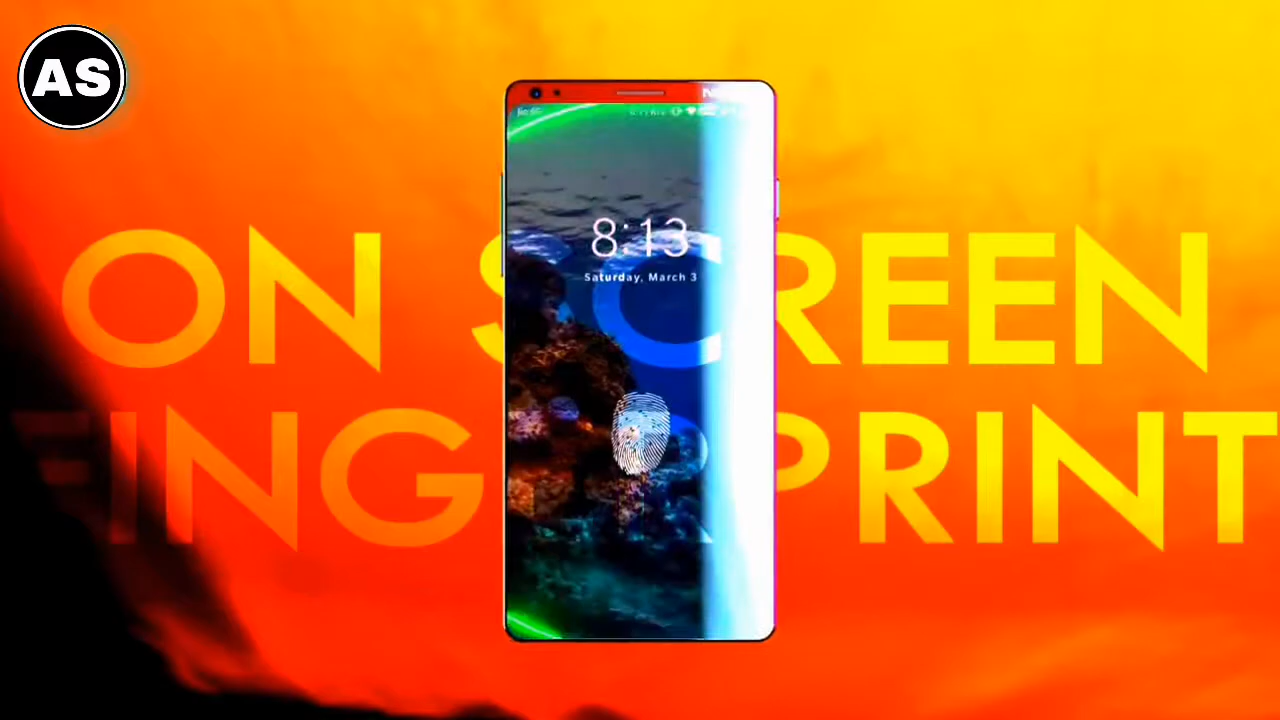 AS
8:13
Saturday, March 3
ON SCREEN
FINGERPRINT